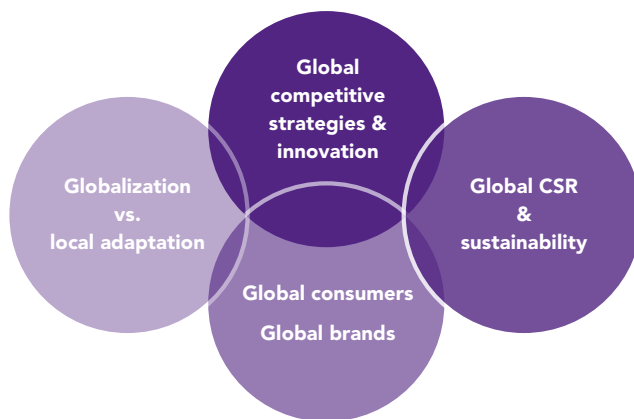 Global
competitive
strategies &
innovation
Globalization
vs.
local adaptation
Global CSR
&
sustainability
Global consumers
Global brands